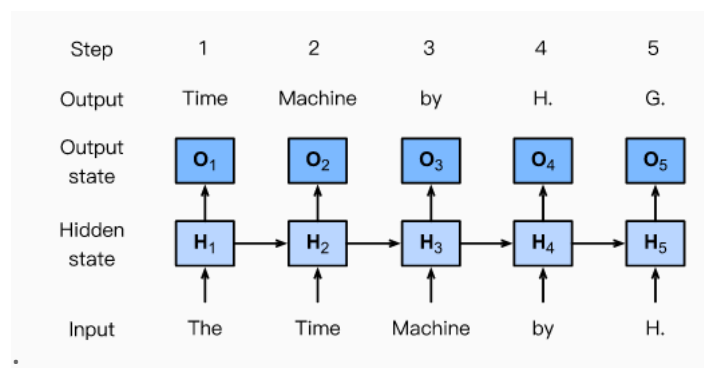 Step 1 2 3 4 5
Output Time Machine by H. G.
Output state O₁ O₂ O₃ O₄ O₅
Hidden state H₁ H₂ H₃ H₄ H₅
Input The Time Machine by H.